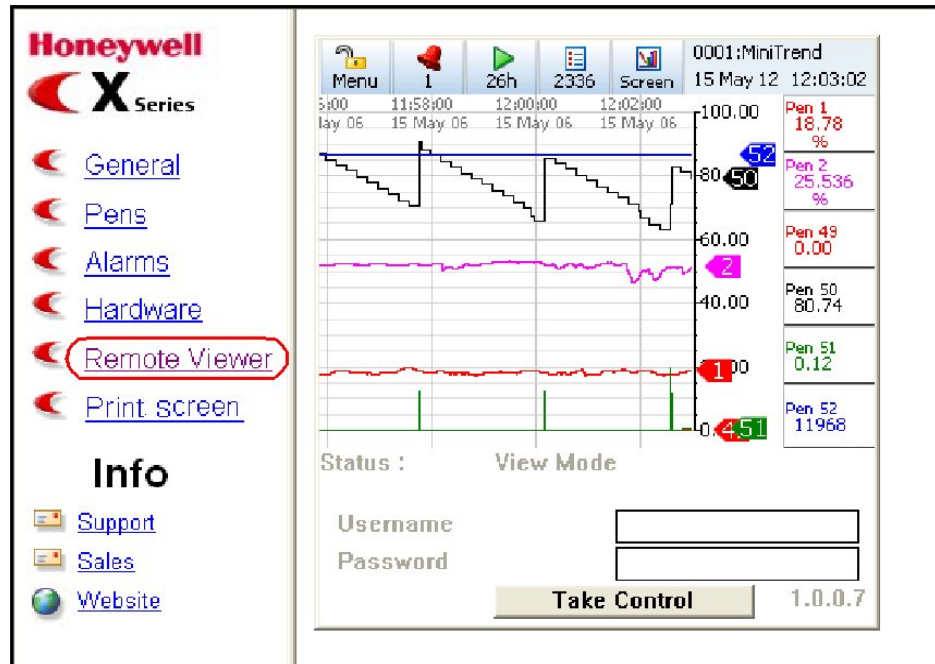 Honeywell
X Series
General
Pens
Alarms
Hardware
Remote Viewer
Print screen
Info
Support
Sales
Website
Menu
1
26h
2336
Screen
0001:MiniTrend
15 May 12 12:03:02
11:58:00 12:00:00 12:02:00
15 May 06 15 May 06 15 May 06
100.00
80
60.00
40.00
52
50
2
1
51
Pen 1
18.78
%
Pen 2
25.536
%
Pen 49
0.00
Pen 50
80.74
Pen 51
0.12
Pen 52
11968
Status : View Mode
Username
Password
Take Control
1.0.0.7